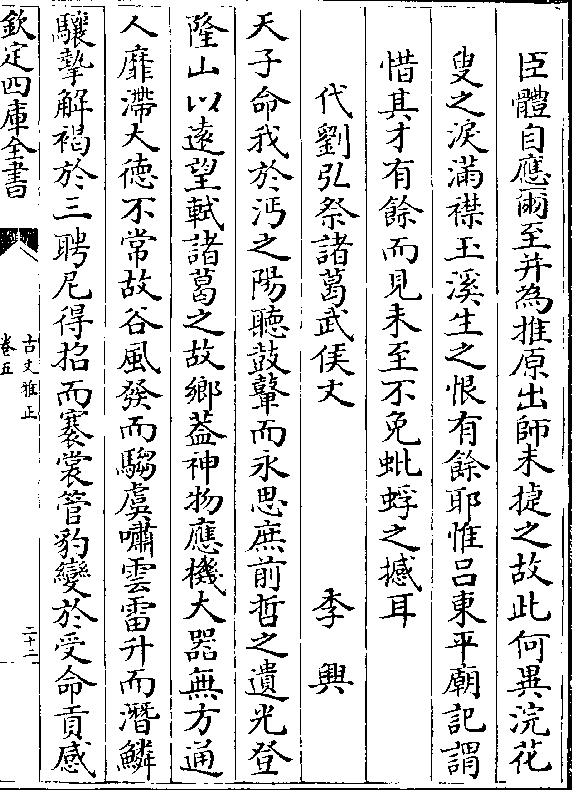 臣體自應爾至并為推原出師未捷之故此何異浣花
叟之淚滿襟玉溪生之恨有餘耶惟吕東平廟記謂
惜其才有餘而見未至不免蚍蜉之撼耳
代劉弘祭諸葛武侯文　李興
天子命我於沔之陽聽鼓鼙而永思庶前哲之遺光登
隆山以遠望軾諸葛之故鄉蓋神物應機大器無方通
人靡滯大德不常故谷風發而騶虞嘯雲雷升而潛鱗
驤摯解褐於三聘尼得招而褰裳管豹變於受命貢感
欽定四庫全書
古文雅正
卷五
二十二